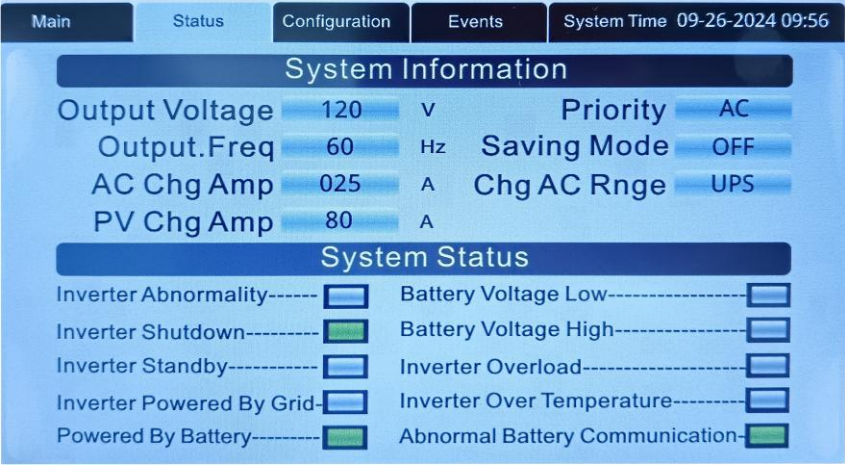 Main Status Configuration Events System Time 09-26-2024 09:56
System Information
Output Voltage 120 V Priority AC
Output.Freq 60 Hz Saving Mode OFF
AC Chg Amp 025 A Chg AC Rnge UPS
PV Chg Amp 80 A
System Status
Inverter Abnormality------ Battery Voltage Low----------------
Inverter Shutdown--------- Battery Voltage High---------------
Inverter Standby----------- Inverter Overload-------------------
Inverter Powered By Grid- Inverter Over Temperature--------
Powered By Battery--------- Abnormal Battery Communication-